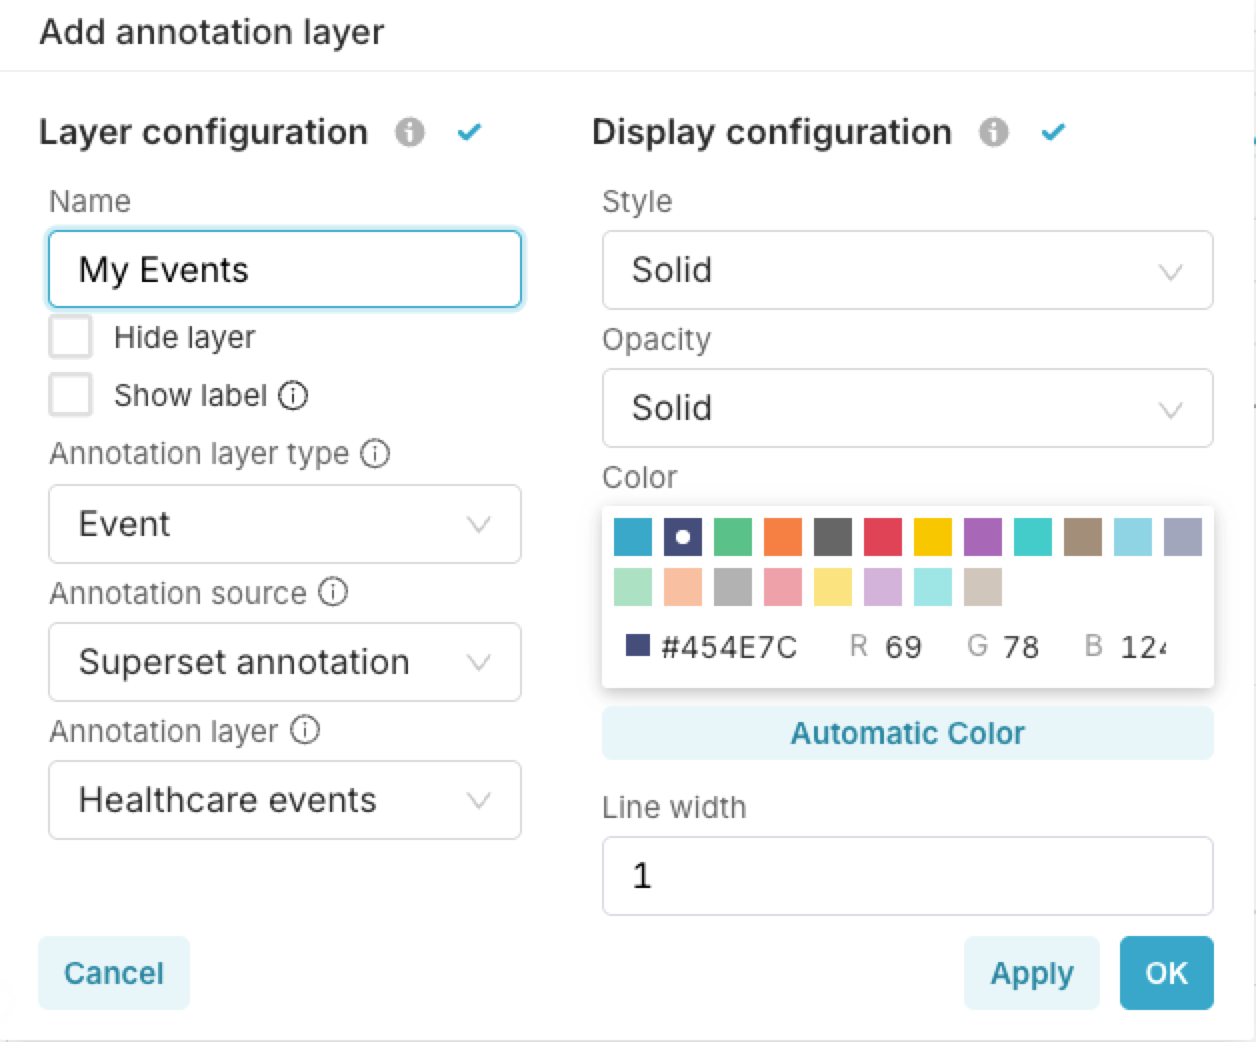 Add annotation layer
Layer configuration
Name
My Events
Hide layer
Show label
Annotation layer type
Event
Annotation source
Superset annotation
Annotation layer
Healthcare events
Display configuration
Style
Solid
Opacity
Solid
Color
#454E7C R 69 G 78 B 124
Automatic Color
Line width
1
Cancel
Apply
OK